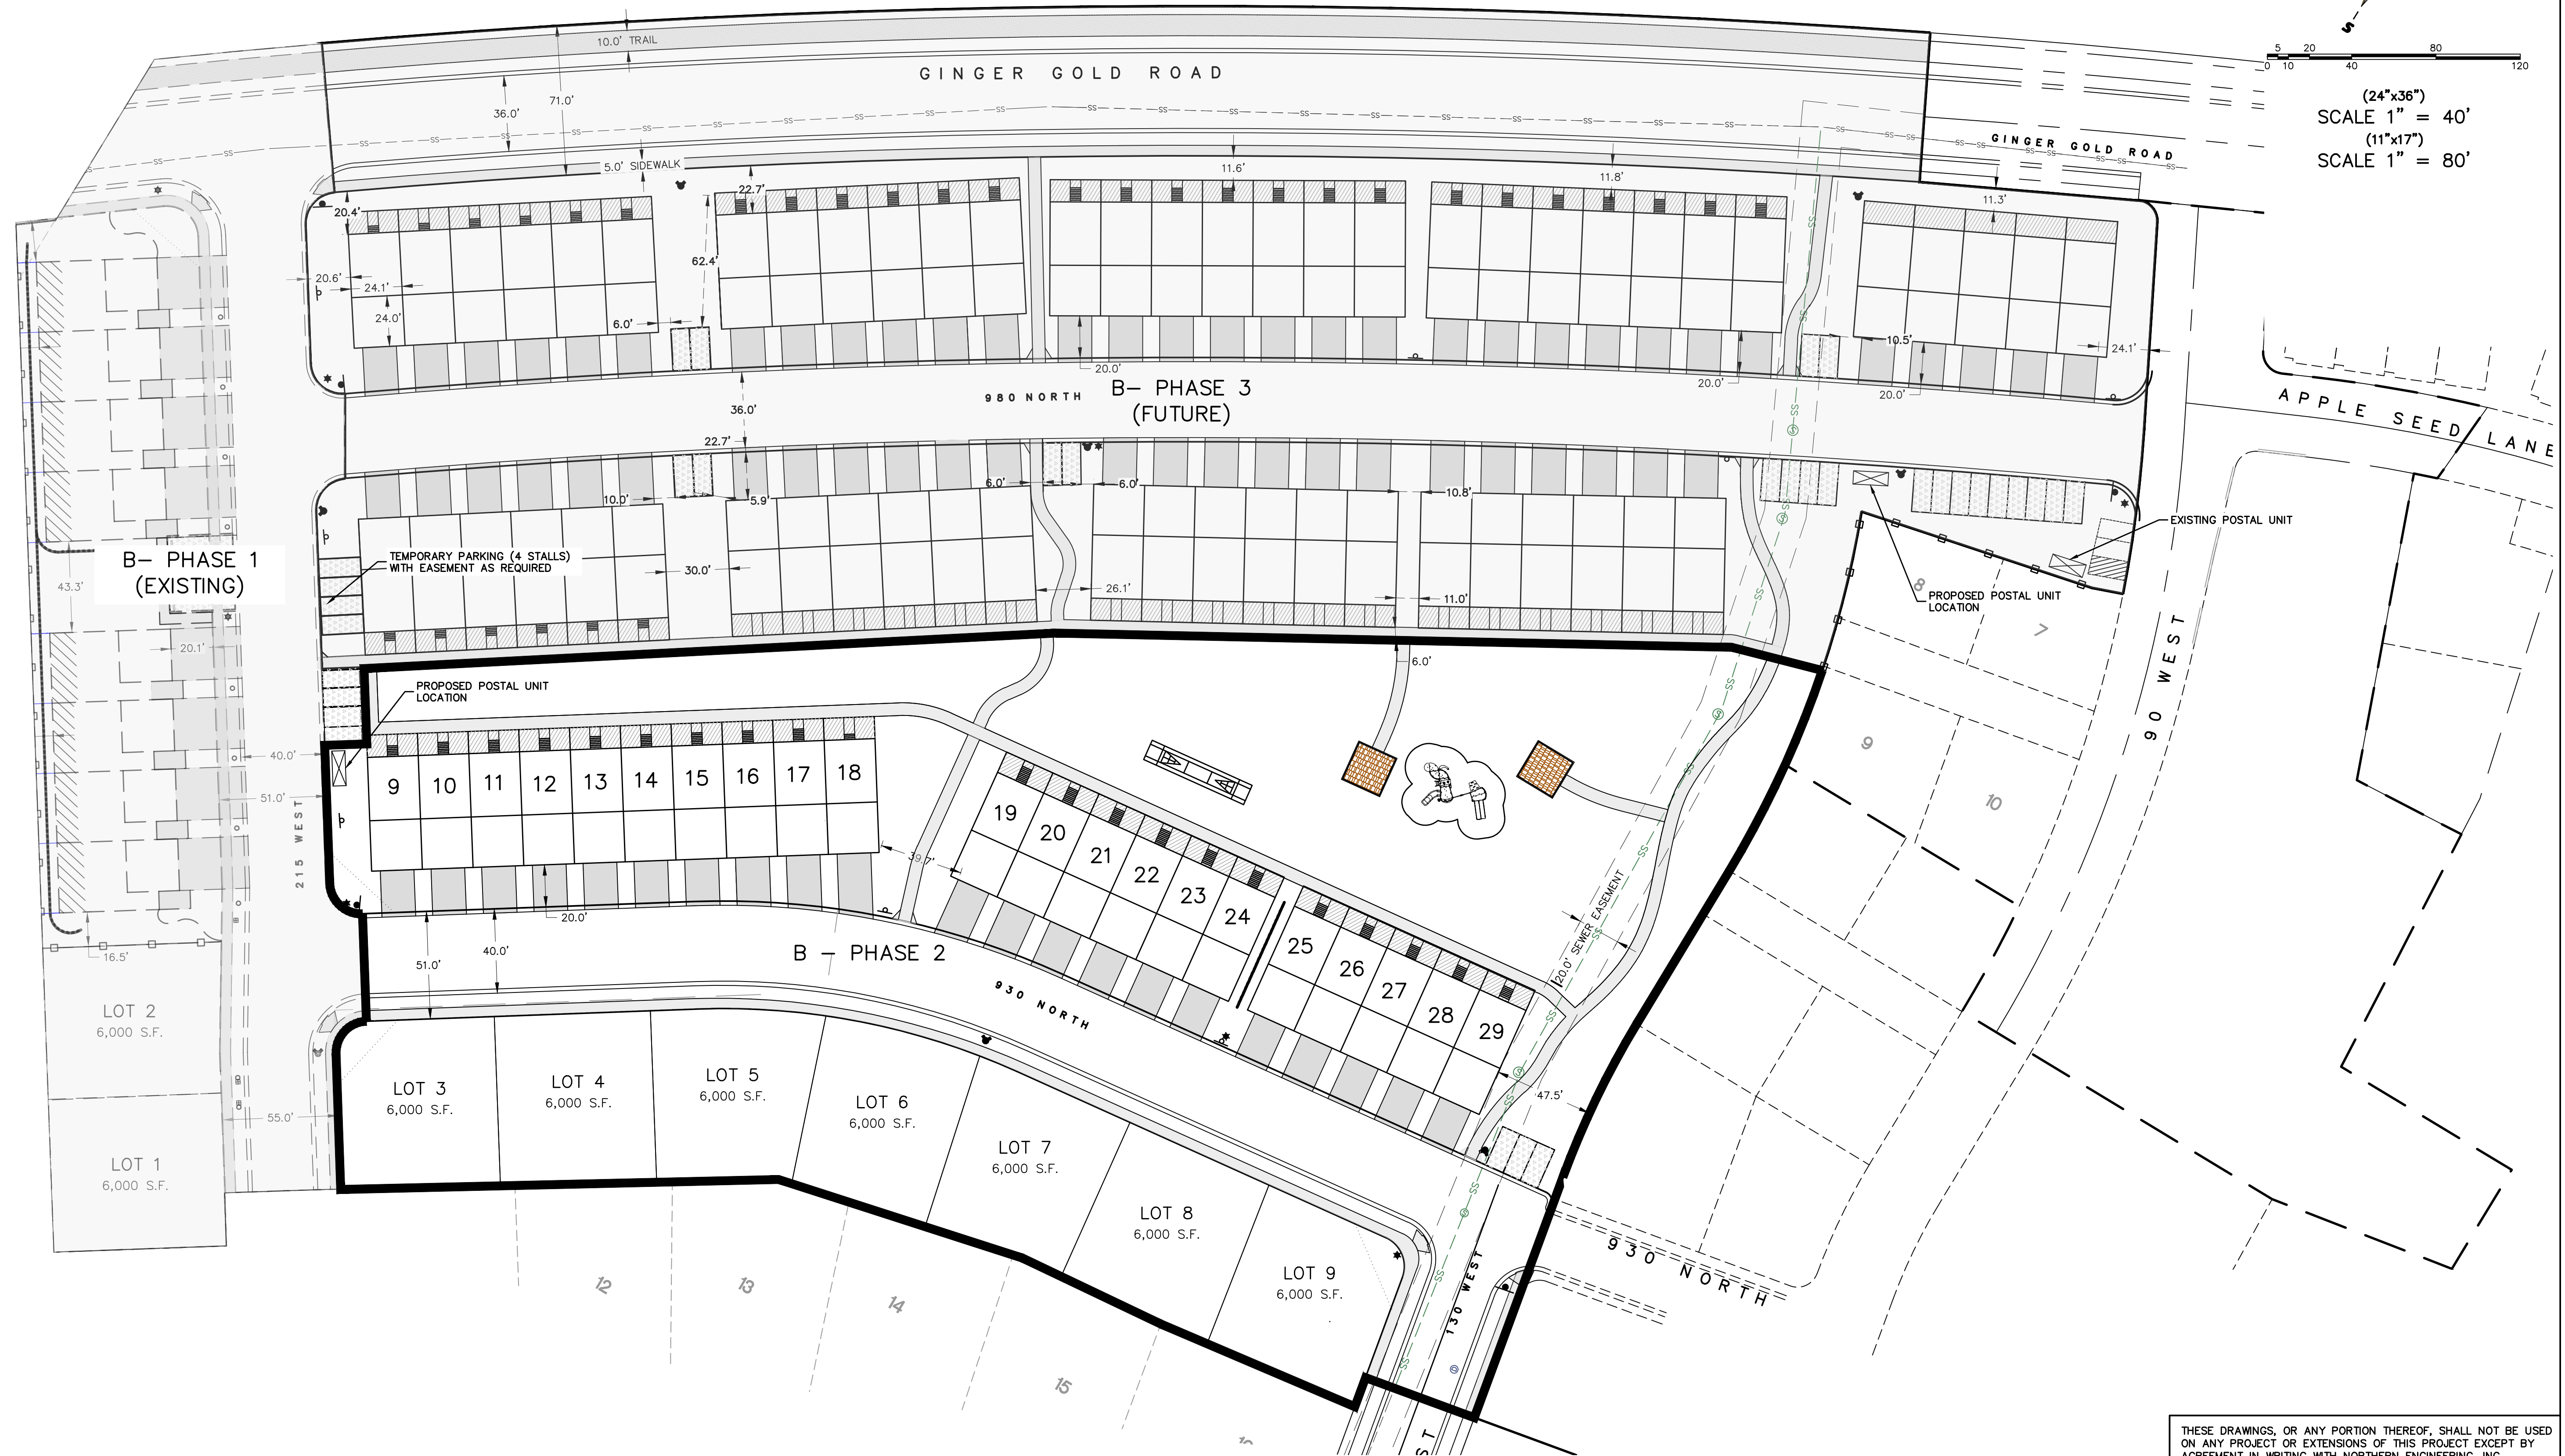 S
5 20 80
0 10 40 120
(24"x36")
SCALE 1" = 40'
(11"x17")
SCALE 1" = 80'
10.0' TRAIL
GINGER GOLD ROAD
71.0'
36.0'
GINGER GOLD ROAD
5.0' SIDEWALK
22.7'
11.6'
11.8'
11.3'
20.4'
62.4'
20.6'
24.1'
24.0'
6.0'
10.5'
24.1'
20.0'
20.0'
20.0'
B- PHASE 3
(FUTURE)
980 NORTH
36.0'
APPLE SEED LANE
22.7'
10.0'
5.9'
6.0'
6.0'
10.8'
EXISTING POSTAL UNIT
TEMPORARY PARKING (4 STALLS)
WITH EASEMENT AS REQUIRED
B- PHASE 1
(EXISTING)
43.3'
30.0'
26.1'
11.0'
8
PROPOSED POSTAL UNIT
LOCATION
7
20.1'
6.0'
90 WEST
PROPOSED POSTAL UNIT
LOCATION
40.0'
51.0'
215 WEST
9 10 11 12 13 14 15 16 17 18
9
10
19 20 21 22 23 24
39.7'
20.0'
51.0'
40.0'
B - PHASE 2
930 NORTH
25 26 27 28 29
20.0' SEWER EASEMENT
47.5'
16.5'
LOT 2
6,000 S.F.
LOT 1
6,000 S.F.
55.0'
LOT 3
6,000 S.F.
LOT 4
6,000 S.F.
LOT 5
6,000 S.F.
LOT 6
6,000 S.F.
LOT 7
6,000 S.F.
LOT 8
6,000 S.F.
LOT 9
6,000 S.F.
930 NORTH
130 WEST
12
13
14
15
ST
SS
THESE DRAWINGS, OR ANY PORTION THEREOF, SHALL NOT BE USED
ON ANY PROJECT OR EXTENSIONS OF THIS PROJECT EXCEPT BY
AGREEMENT IN WRITING WITH NORTHERN ENGINEERING, INC.